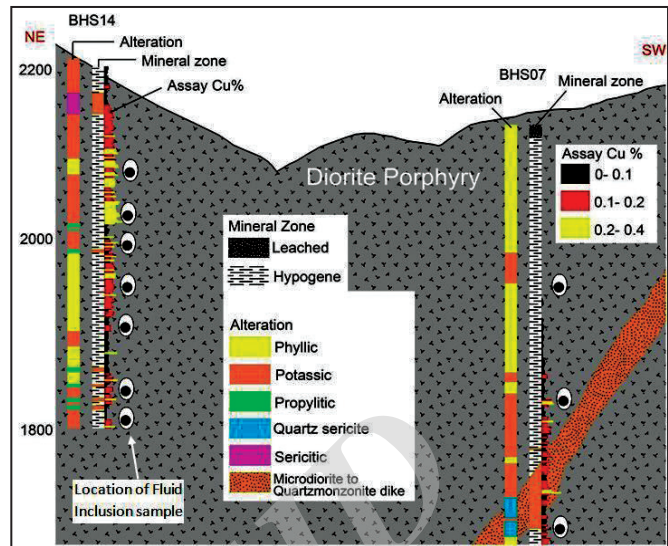 BHS14
NE
Alteration
Mineral zone
2200
Assay Cu%
SW
BHS07
Mineral zone
Alteration
Assay Cu %
0- 0.1
0.1- 0.2
0.2- 0.4
Diorite Porphyry
2000
Mineral Zone
Leached
Hypogene
Alteration
Phyllic
Potassic
Propylitic
Quartz sericite
Sericitic
Microdiorite to
Quartzmonzonite dike
1800
Location of Fluid
Inclusion sample